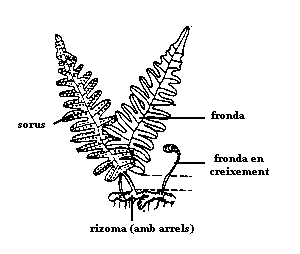 sorus
fronda
fronda en
creixement
rizoma (amb arrels)